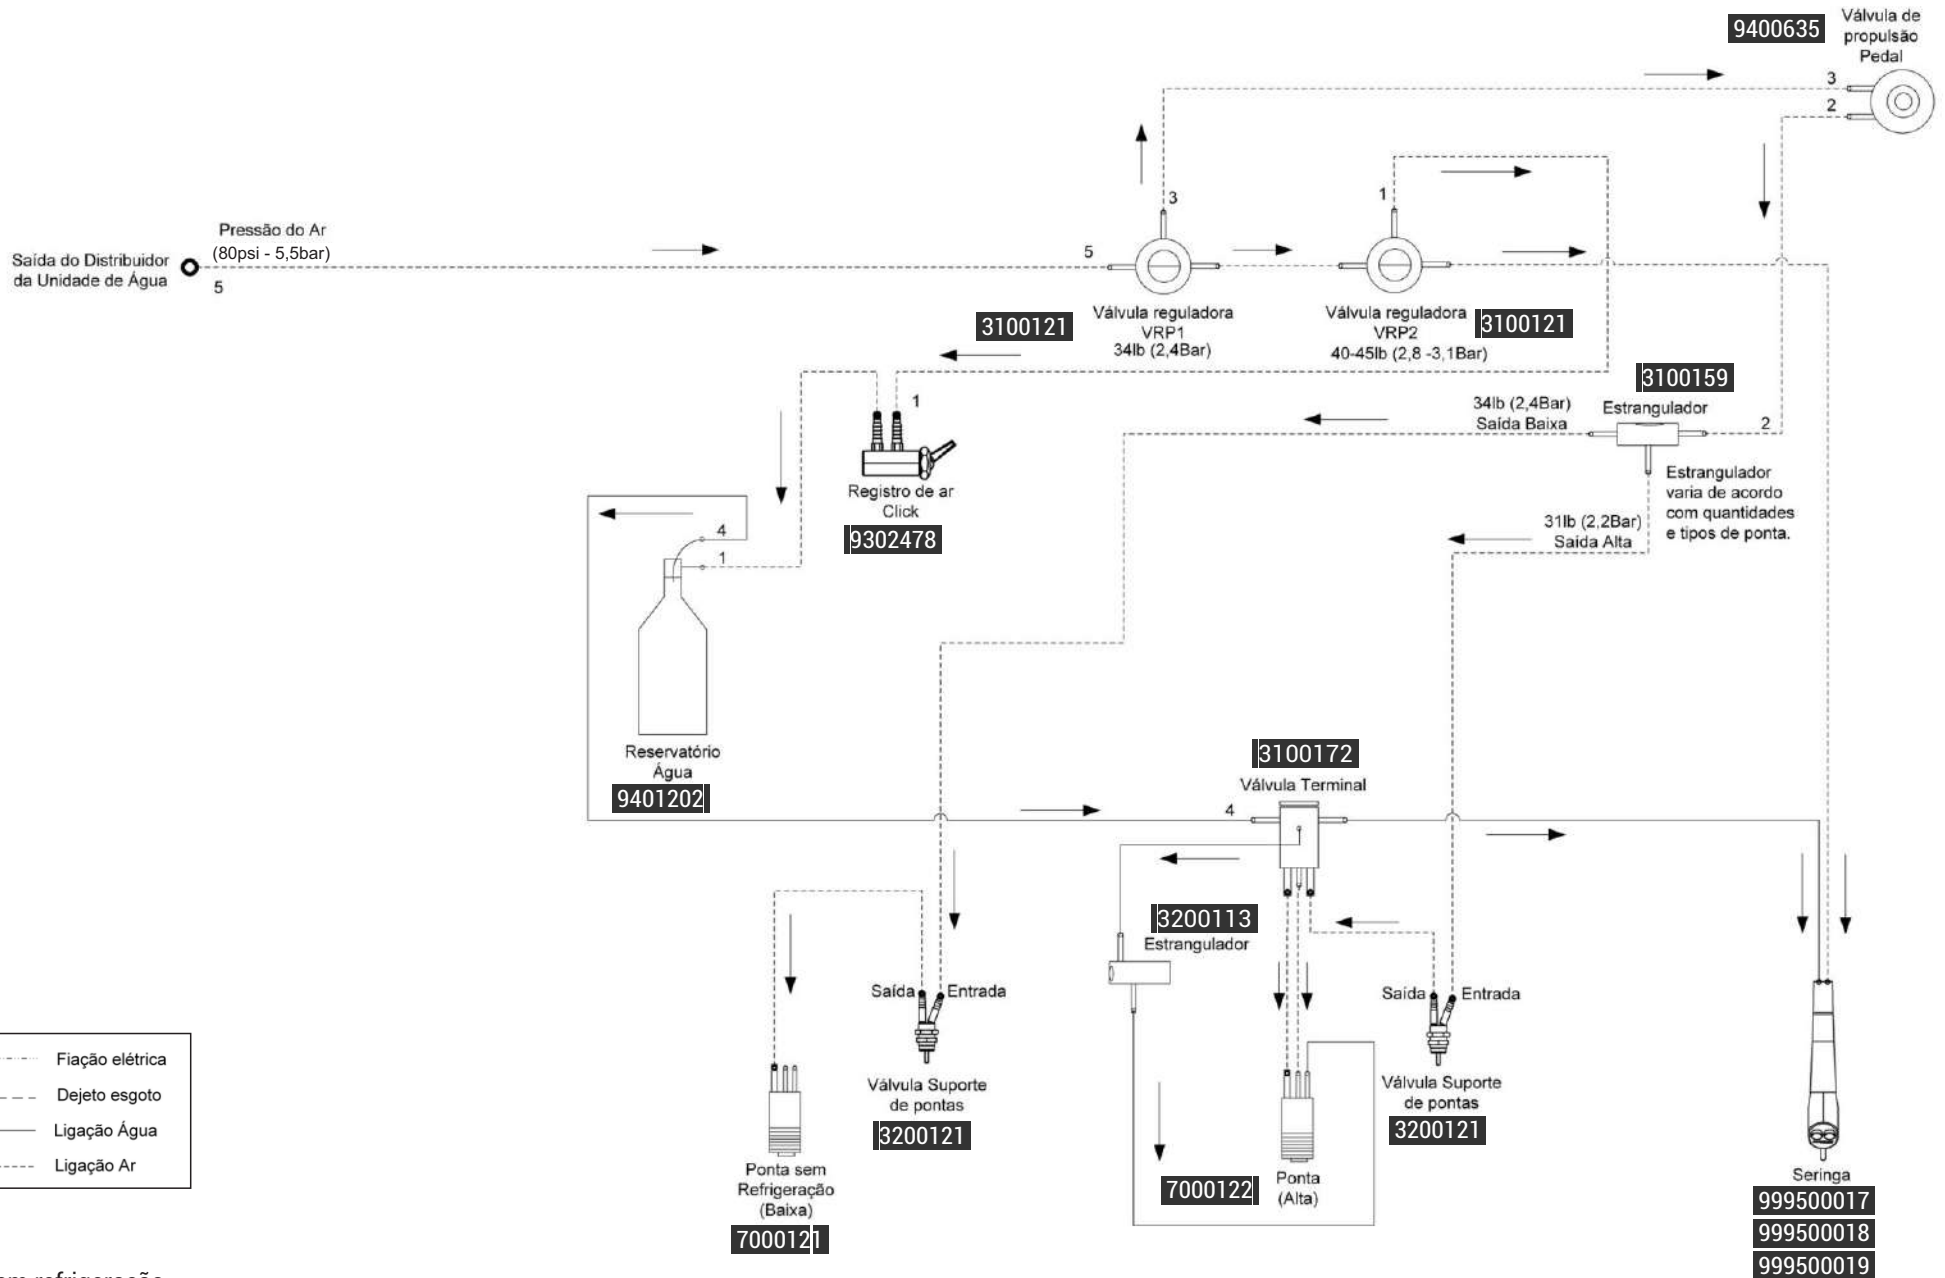 9400635
Válvula de
propulsão
Pedal
3
2
3
1
Pressão do Ar
(80psi - 5,5bar)
Saída do Distribuidor
da Unidade de Água
5
5
3100121
Válvula reguladora
VRP1
34lb (2,4Bar)
Válvula reguladora
VRP2
40-45lb (2,8 -3,1Bar)
3100121
3100159
1
34lb (2,4Bar)
Saída Baixa
Estrangulador
2
Estrangulador
varia de acordo
com quantidades
e tipos de ponta.
Registro de ar
Click
9302478
31lb (2,2Bar)
Saída Alta
4
1
Reservatório
Água
9401202
3100172
Válvula Terminal
4
3200113
Estrangulador
Saída
Entrada
Saída
Entrada
Válvula Suporte
de pontas
3200121
Válvula Suporte
de pontas
3200121
Fiação elétrica
Dejeto esgoto
Ligação Água
Ligação Ar
Ponta sem
Refrigeração
(Baixa)
7000121
7000122
Ponta
(Alta)
Seringa
999500017
999500018
999500019